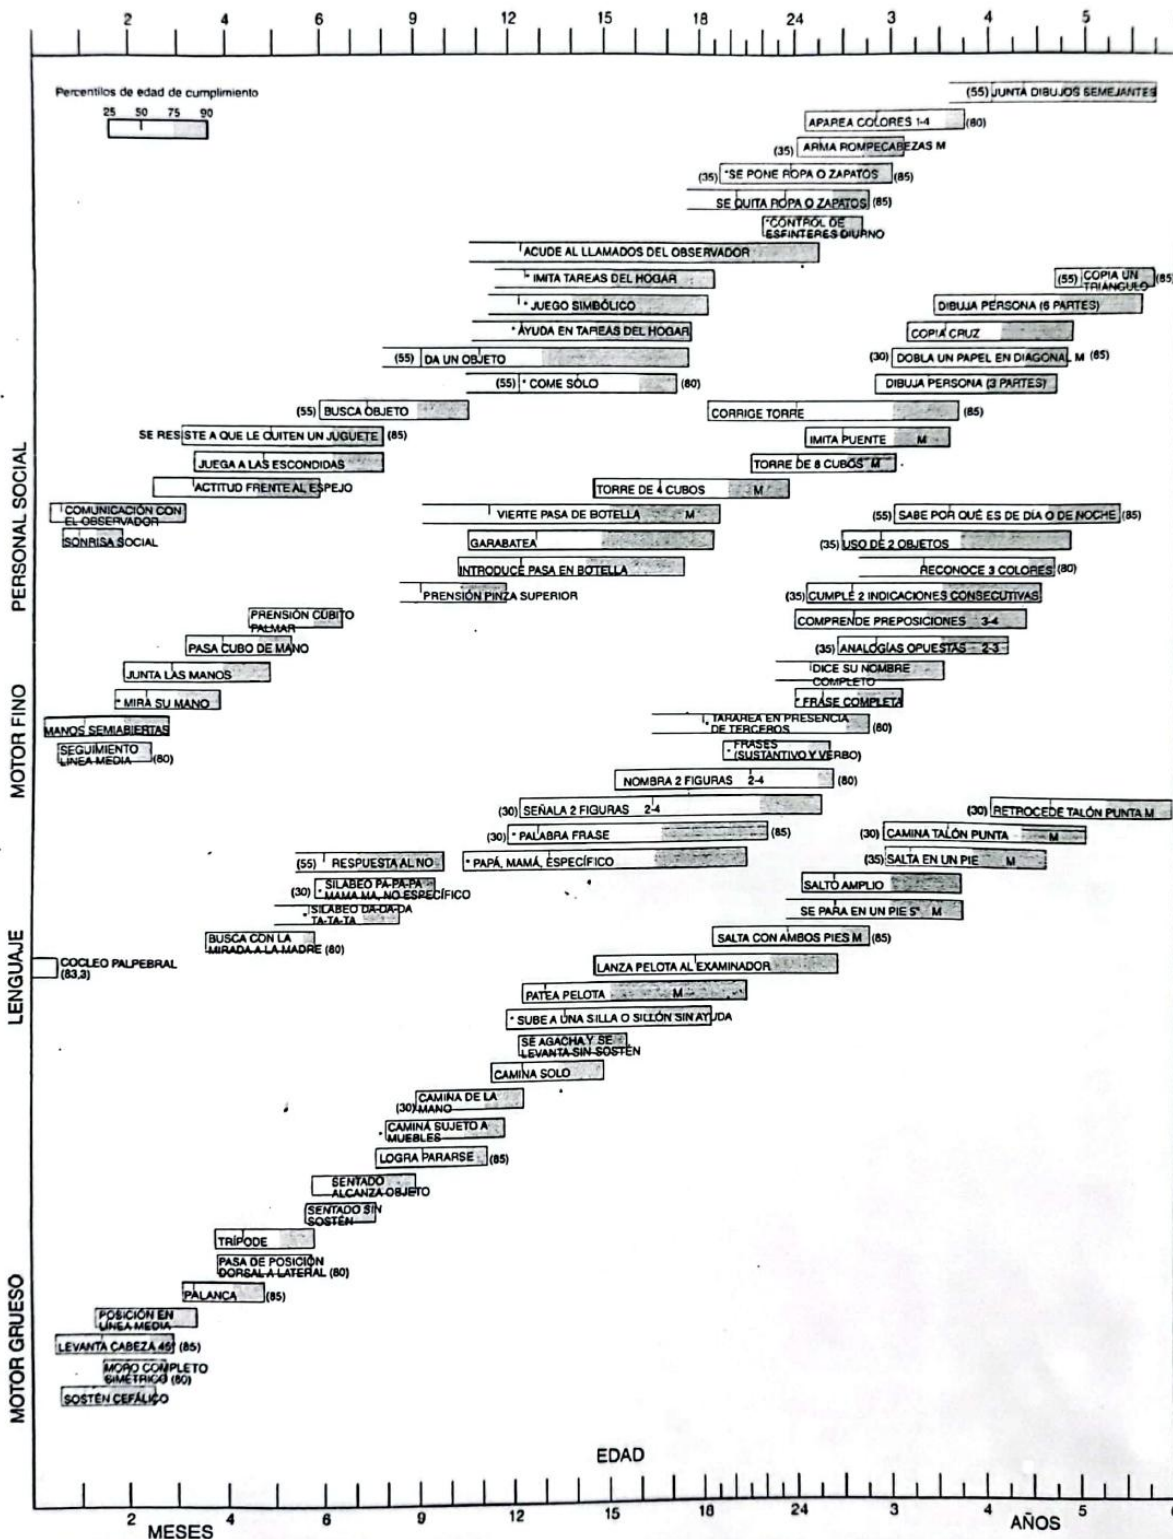 2 4 6 9 12 15 18 24 3 4 5
Percentilos de edad de cumplimiento
25 50 75 90
(55) JUNTA DIBUJOS SEMEJANTES
APAREA COLORES 1-4 (80)
(35) ARMA ROMPECABEZAS M
(35) *SE PONE ROPA O ZAPATOS (85)
SE QUITA ROPA O ZAPATOS (85)
*CONTROL DE
ESFINTERES DIURNO
ACUDE AL LLAMADOS DEL OBSERVADOR
* IMITA TAREAS DEL HOGAR
(55) COPIA UN (85)
TRIÁNGULO
* JUEGO SIMBÓLICO
DIBUJA PERSONA (6 PARTES)
* AYUDA EN TAREAS DEL HOGAR
COPIA CRUZ
(55) DA UN OBJETO
(30) DOBLA UN PAPEL EN DIAGONAL M (85)
(55) * COME SÓLO (80)
DIBUJA PERSONA (3 PARTES)
(55) BUSCA OBJETO
CORRIGE TORRE (85)
SE RESISTE A QUE LE QUITEN UN JUGUETE (85)
IMITA PUENTE M
JUEGA A LAS ESCONDIDAS
TORRE DE 8 CUBOS M
ACTITUD FRENTE AL ESPEJO
TORRE DE 4 CUBOS M
COMUNICACIÓN CON
EL OBSERVADOR
VIERTE PASA DE BOTELLA M
(55) SABE POR QUÉ ES DE DÍA O DE NOCHE (85)
SONRISA SOCIAL
GARABATEA
(35) USO DE 2 OBJETOS
INTRODUCE PASA EN BOTELLA
RECONOCE 3 COLORES (80)
PRENSIÓN PINZA SUPERIOR
(35) CUMPLE 2 INDICACIONES CONSECUTIVAS
PRENSIÓN CÚBITO
PALMAR
COMPRENDE PREPOSICIONES 3-4
PASA CUBO DE MANO
(35) ANALOGÍAS OPUESTAS 2-3
JUNTA LAS MANOS
DICE SU NOMBRE
COMPLETO
* MIRA SU MANO
* FRASE COMPLETA
MANOS SEMIABIERTAS
* TARAREA EN PRESENCIA
DE TERCEROS (80)
SEGUIMIENTO
LINEA MEDIA (80)
* FRASES
(SUSTANTIVO Y VERBO)
NOMBRA 2 FIGURAS 2-4 (80)
(30) SEÑALA 2 FIGURAS 2-4
(30) RETROCEDE TALÓN PUNTA M
(30) * PALABRA FRASE (85)
(30) CAMINA TALÓN PUNTA M
(55) RESPUESTA AL NO
* PAPÁ, MAMÁ, ESPECÍFICO
(35) SALTA EN UN PIE M
(30) * SILABEO PA-PA-PA
MAMA MA, NO ESPECÍFICO
SALTO AMPLIO
* SILABEO DA-DA-DA
TA-TA-TA
SE PARA EN UN PIE 5" M
BUSCA CON LA
MIRADA A LA MADRE (80)
SALTA CON AMBOS PIES M (85)
COCLEO PALPEBRAL
(83,3)
LANZA PELOTA AL EXAMINADOR
PATEA PELOTA M
* SUBE A UNA SILLA O SILLÓN SIN AYUDA
SE AGACHA Y SE
LEVANTA SIN SOSTÉN
CAMINA SOLO
(30) CAMINA DE LA
MANO
* CAMINA SUJETO A
MUEBLES
LOGRA PARARSE (85)
SENTADO
ALCANZA OBJETO
SENTADO SIN
SOSTÉN
TRÍPODE
PASA DE POSICIÓN
DORSAL A LATERAL (80)
PALANCA (85)
POSICIÓN EN
LÍNEA MEDIA
LEVANTA CABEZA 45° (85)
MORO COMPLETO
SIMÉTRICO (80)
SOSTÉN CEFÁLICO
PERSONAL SOCIAL
MOTOR FINO
LENGUAJE
MOTOR GRUESO
EDAD
2 4 6 9 12 15 18 24 3 4 5
MESES AÑOS